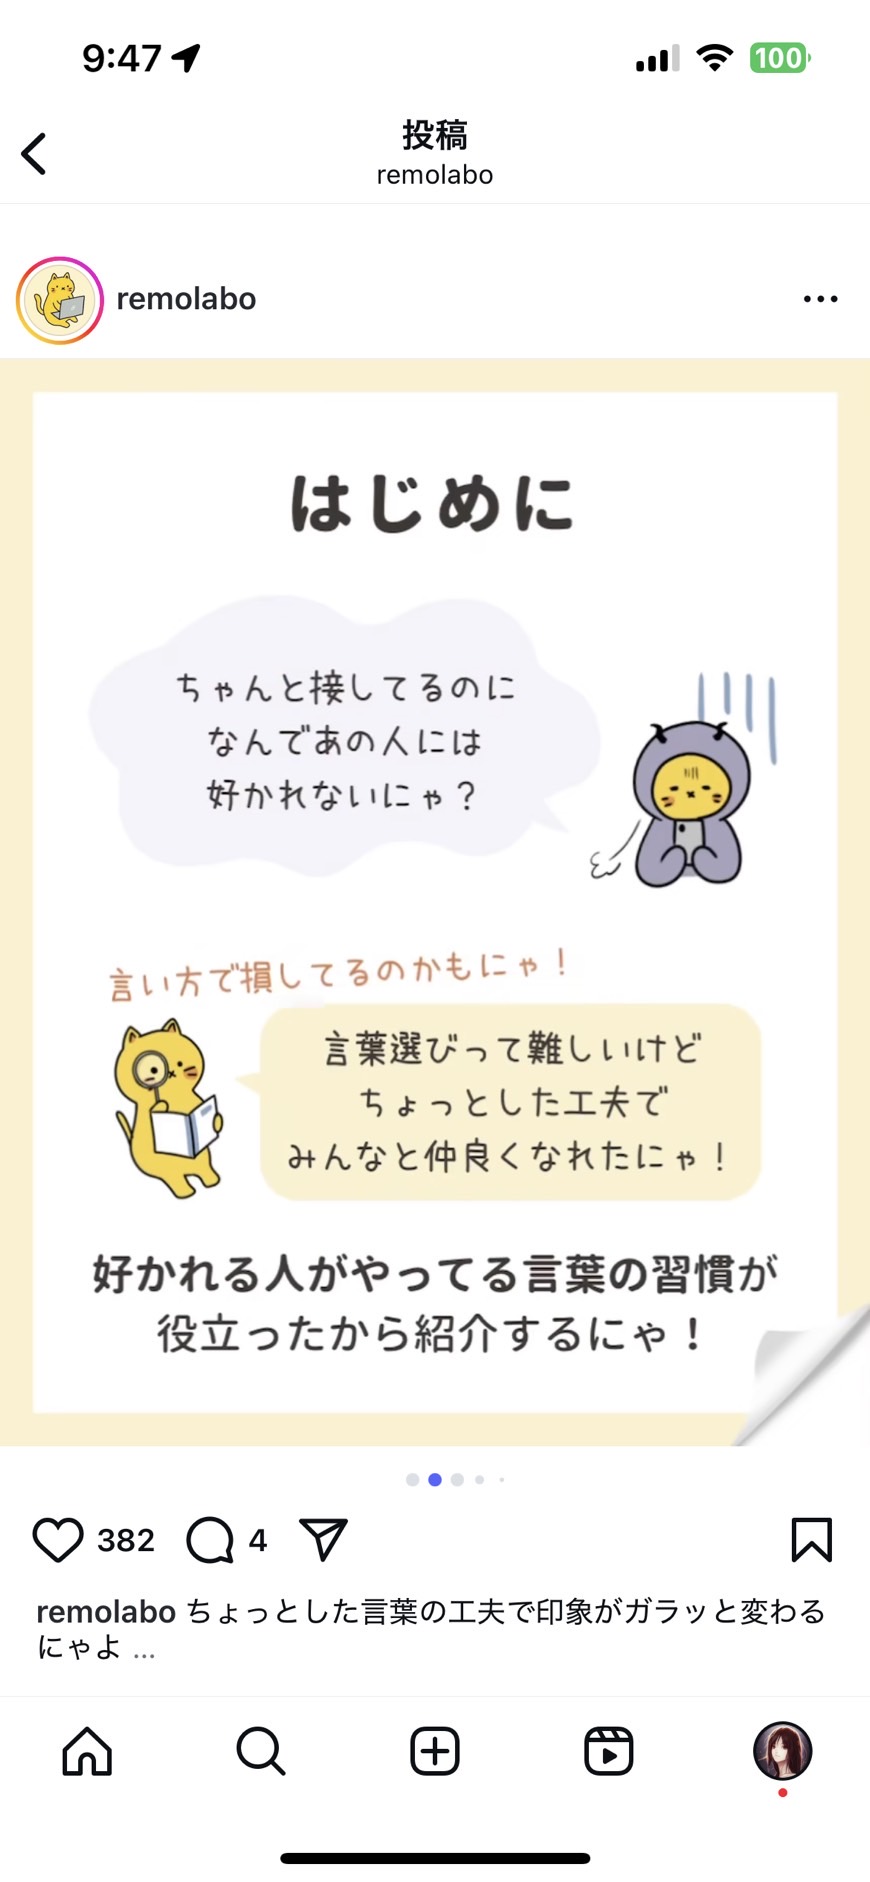 9:47
100
投稿
remolabo
remolabo
はじめに
ちゃんと接してるのに
なんであの人には
好かれないにゃ？
言い方で損してるのかもにゃ！
言葉選びって難しいけど
ちょっとした工夫で
みんなと仲良くなれたにゃ！
好かれる人がやってる言葉の習慣が
役立ったから紹介するにゃ！
382
4
remolabo ちょっとした言葉の工夫で印象がガラッと変わる
にゃよ ...